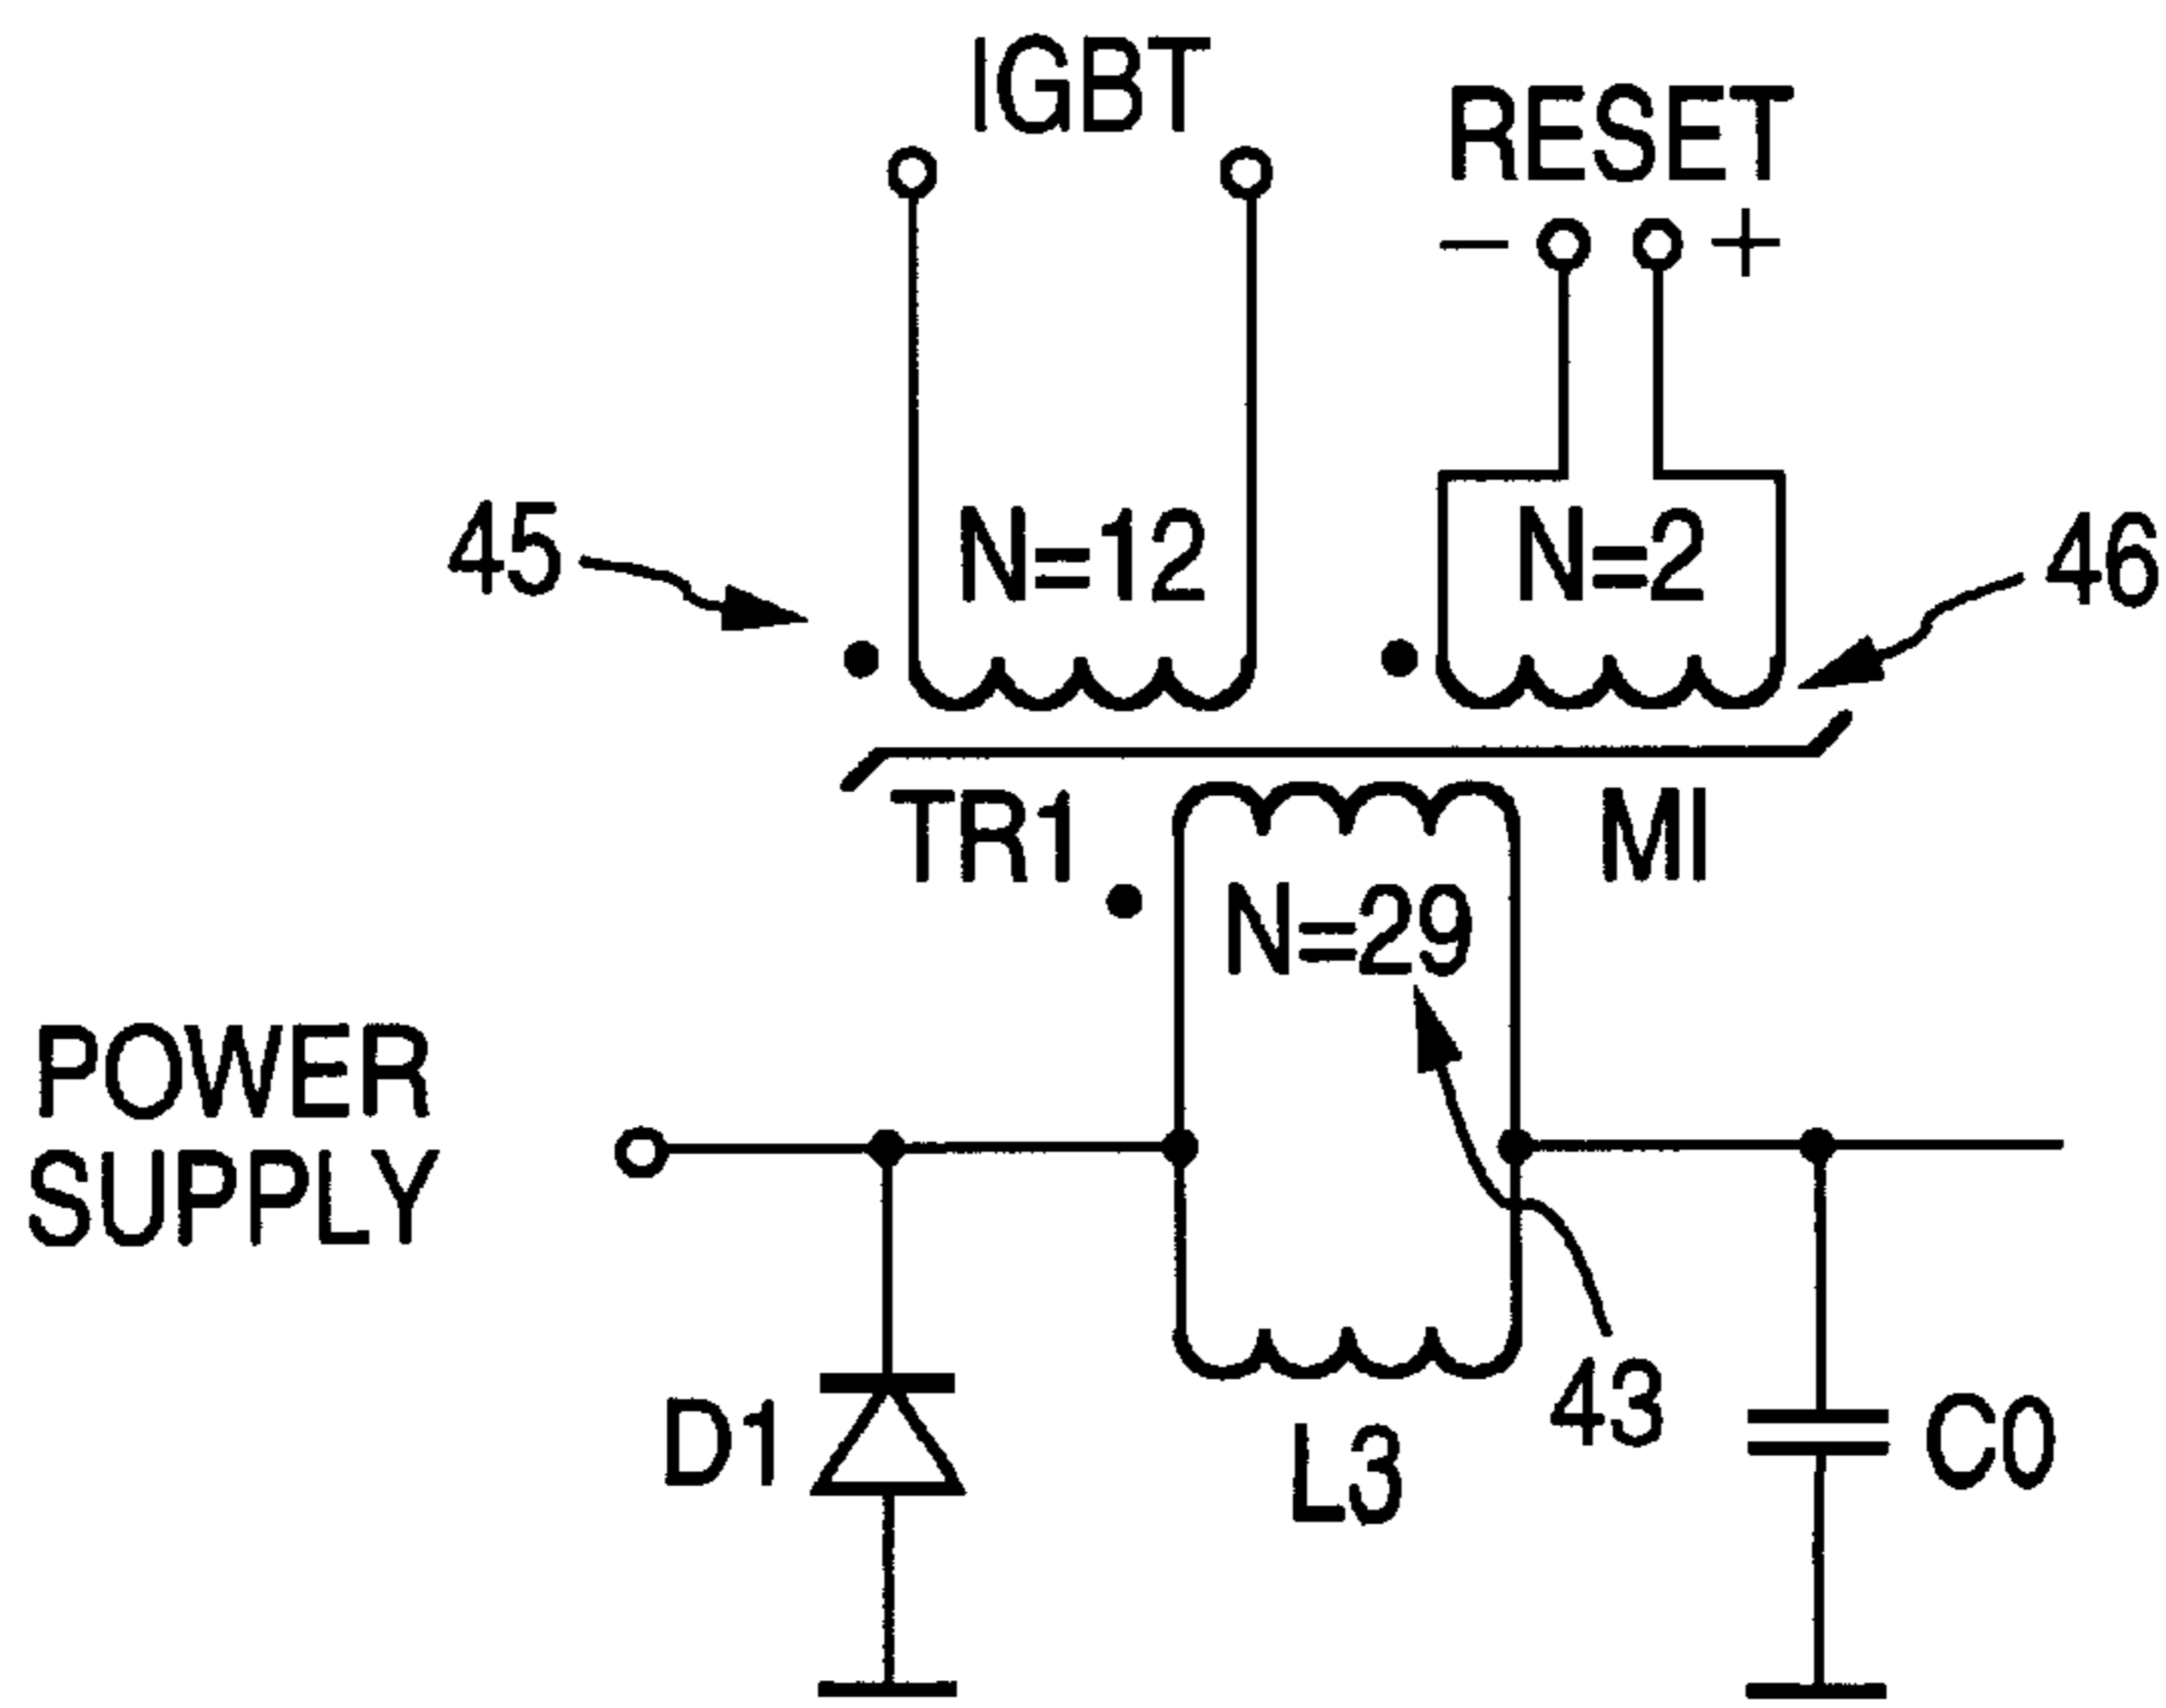 IGBT
RESET
− +
45
N=12
N=2
46
TR1
MI
N=29
POWER
SUPPLY
D1
L3
43
C0